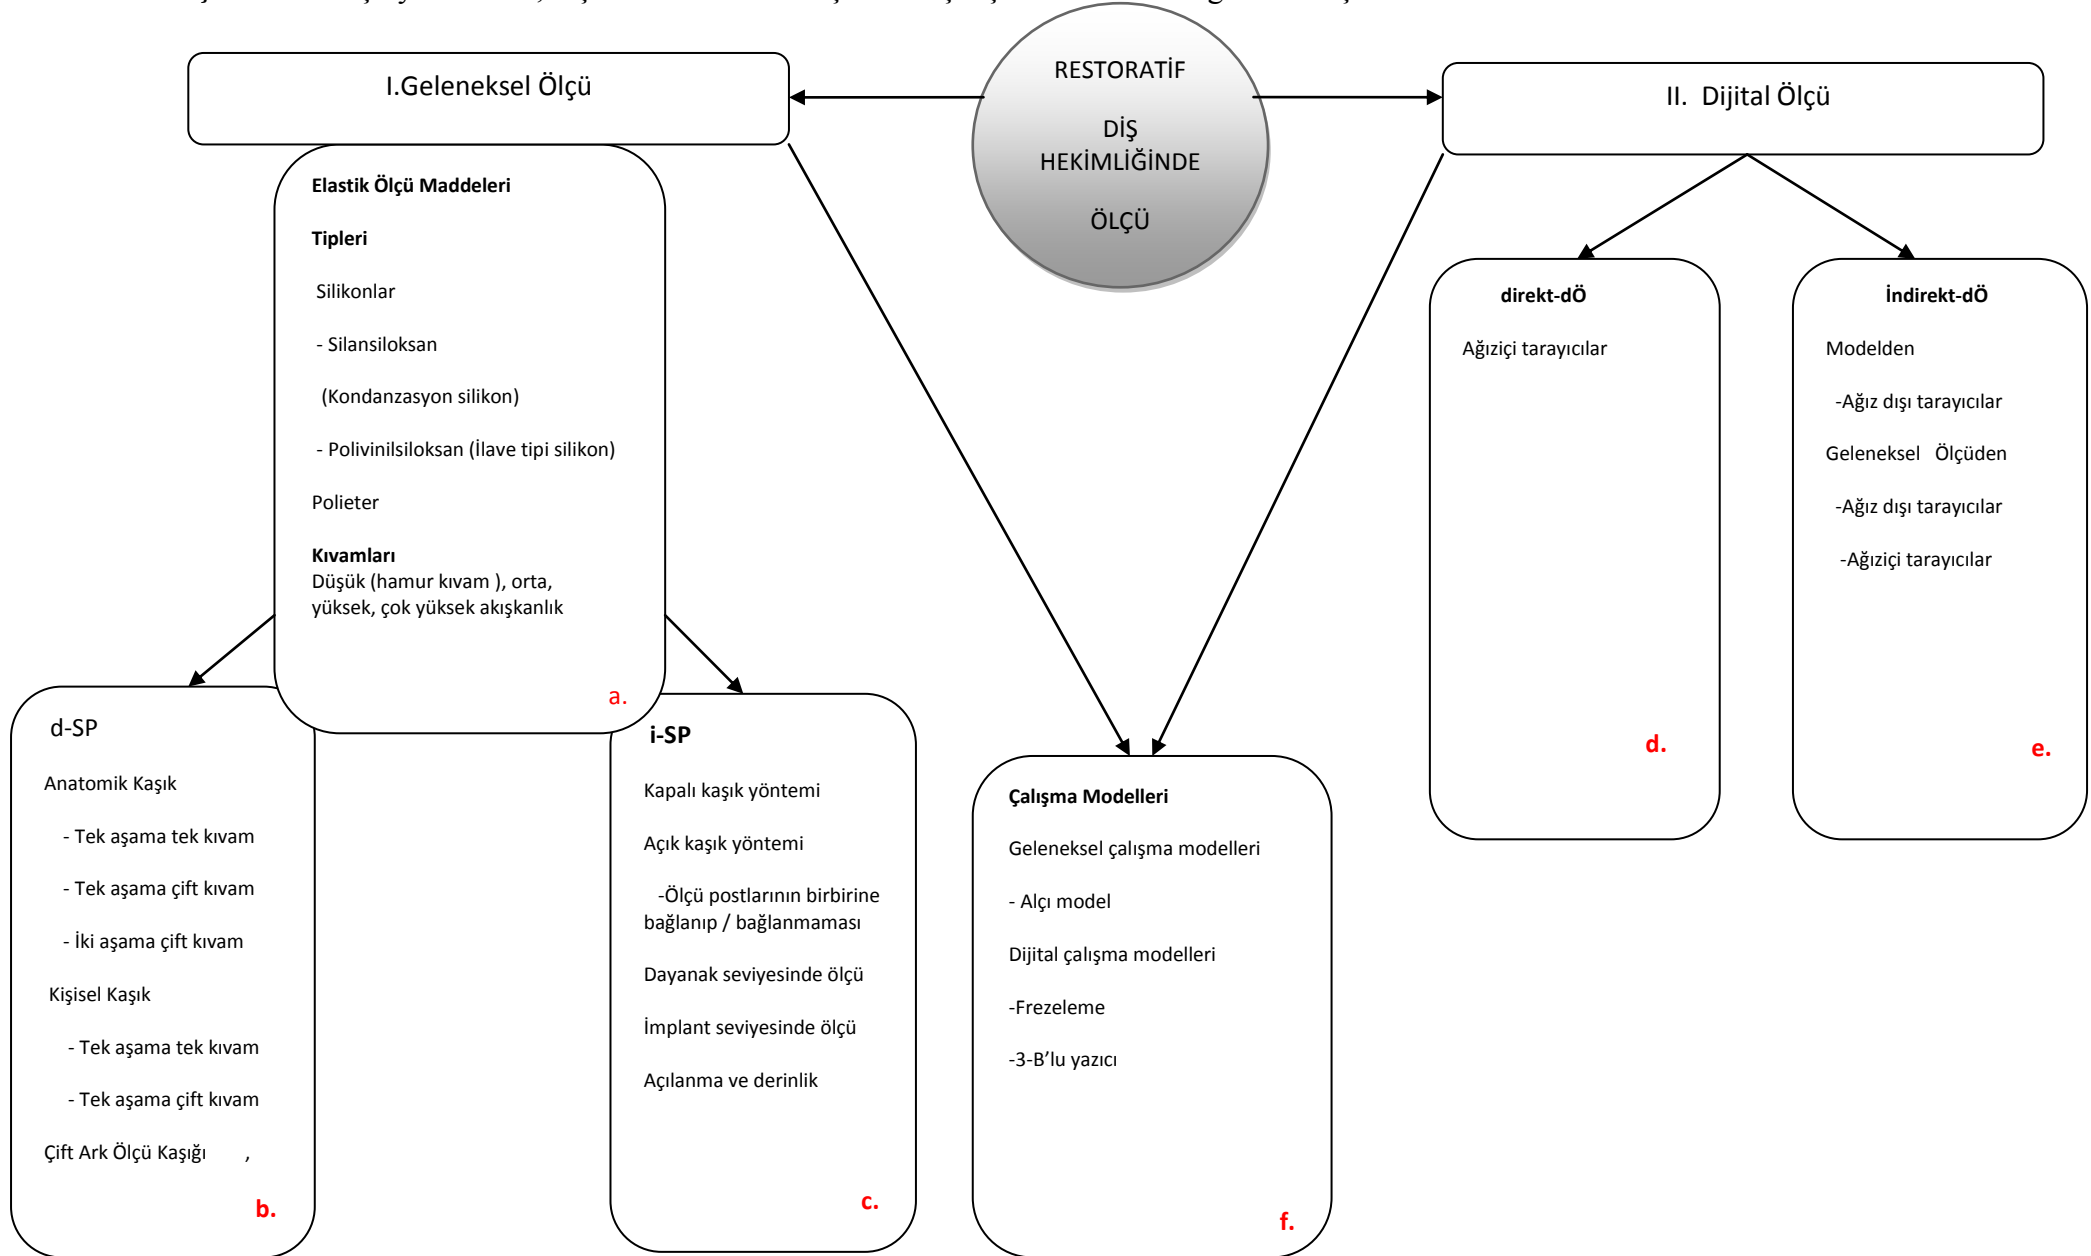 RESTORATİF
DİŞ
HEKİMLİĞİNDE
ÖLÇÜ
I.Geleneksel Ölçü
II. Dijital Ölçü
Elastik Ölçü Maddeleri
Tipleri
Silikonlar
- Silansiloksan
(Kondanzasyon silikon)
- Polivinilsiloksan (İlave tipi silikon)
Polieter
Kıvamları
Düşük (hamur kıvam ), orta,
yüksek, çok yüksek akışkanlık
a.
d-SP
Anatomik Kaşık
- Tek aşama tek kıvam
- Tek aşama çift kıvam
- İki aşama çift kıvam
Kişisel Kaşık
- Tek aşama tek kıvam
- Tek aşama çift kıvam
Çift Ark Ölçü Kaşığı ,
b.
i-SP
Kapalı kaşık yöntemi
Açık kaşık yöntemi
-Ölçü postlarının birbirine
bağlanıp / bağlanmaması
Dayanak seviyesinde ölçü
İmplant seviyesinde ölçü
Açılanma ve derinlik
c.
Çalışma Modelleri
Geleneksel çalışma modelleri
- Alçı model
Dijital çalışma modelleri
-Frezeleme
-3-B’lu yazıcı
f.
direkt-dÖ
Ağıziçi tarayıcılar
d.
İndirekt-dÖ
Modelden
-Ağız dışı tarayıcılar
Geleneksel Ölçüden
-Ağız dışı tarayıcılar
-Ağıziçi tarayıcılar
e.